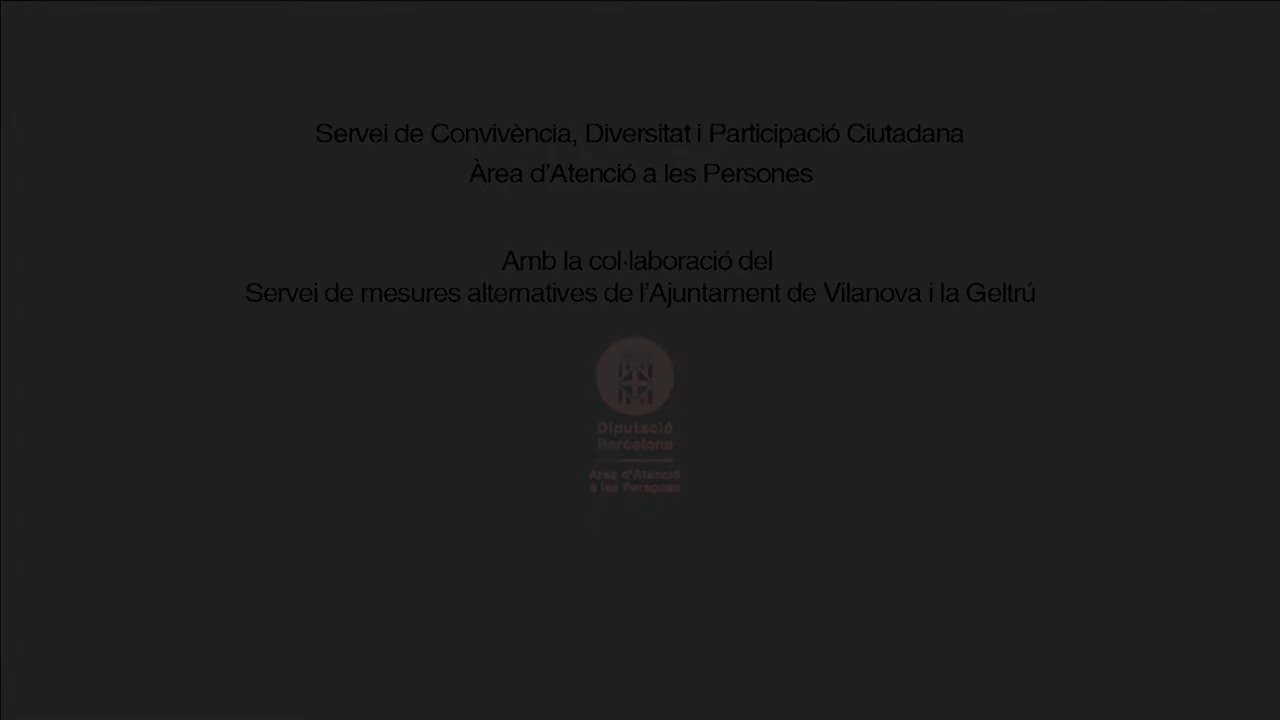 Servei de Convivència, Diversitat i Participació Ciutadana
Àrea d'Atenció a les Persones
Amb la col·laboració del
Servei de mesures alternatives de l'Ajuntament de Vilanova i la Geltrú
Diputació
Barcelona
Àrea d'Atenció
a les Persones